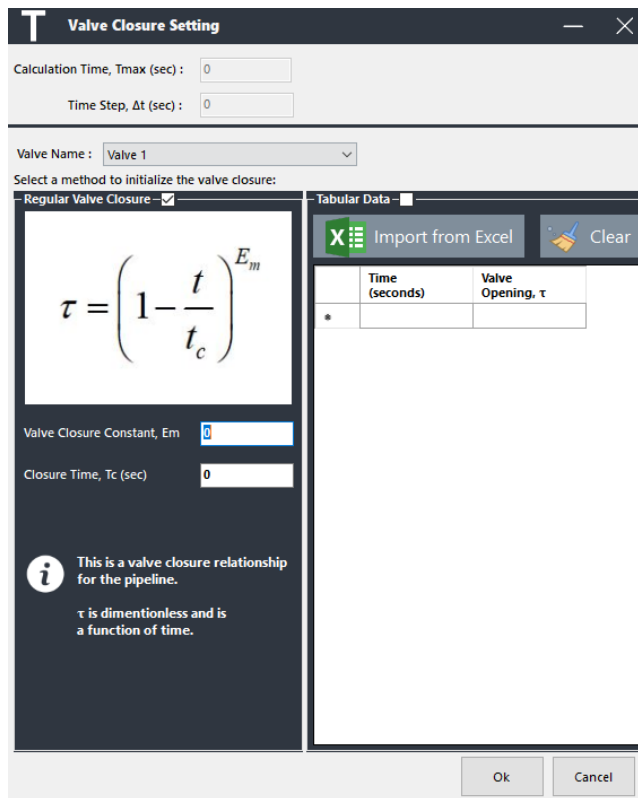 T Valve Closure Setting
Calculation Time, Tmax (sec) : 0
Time Step, Δt (sec) : 0
Valve Name : Valve 1
Select a method to initialize the valve closure:
Regular Valve Closure
τ = (1 - t / t_c)^E_m
Valve Closure Constant, Em 0
Closure Time, Tc (sec) 0
i
This is a valve closure relationship
for the pipeline.
τ is dimentionless and is
a function of time.
Tabular Data
X Import from Excel Clear
Time
(seconds)
Valve
Opening, τ
*
Ok Cancel